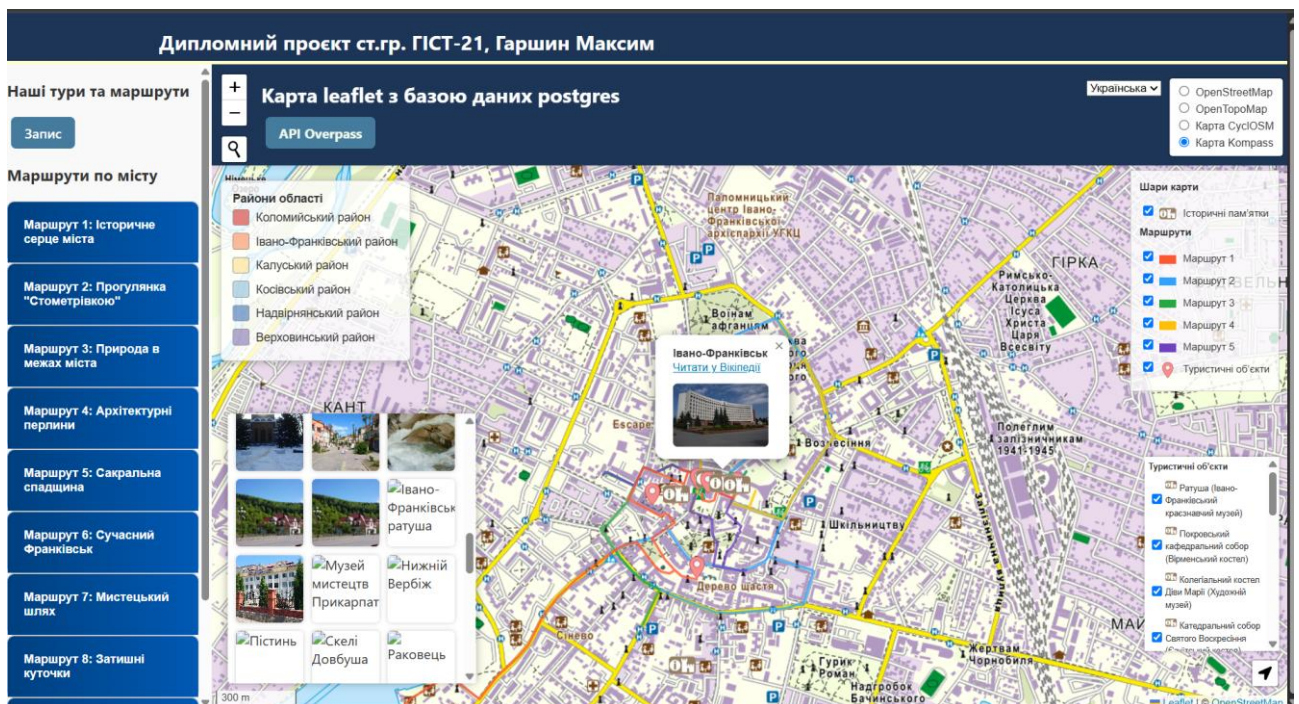 Дипломний проєкт ст.гр. ГІСТ-21, Гаршин Максим
Наші тури та маршрути
Запис
Маршрути по місту
Маршрут 1: Історичне
серце міста
Маршрут 2: Прогулянка
"Стометрівкою"
Маршрут 3: Природа в
межах міста
Маршрут 4: Архітектурні
перлини
Маршрут 5: Сакральна
спадщина
Маршрут 6: Сучасний
Франківськ
Маршрут 7: Мистецький
шлях
Маршрут 8: Затишні
куточки
+
−
Карта leaflet з базою даних postgres
API Overpass
Українська
OpenStreetMap
OpenTopoMap
Карта CyclOSM
Карта Kompass
Райони області
Коломийський район
Івано-Франківський район
Калуський район
Косівський район
Надвірнянський район
Верховинський район
Шари карти
Історичні пам'ятки
Маршрути
Маршрут 1
Маршрут 2
Маршрут 3
Маршрут 4
Маршрут 5
Туристичні об'єкти
Паломницький
центр Івано-
Франківської
архієпархії УГКЦ
ГІРКА
Римсько-
Католицька
Церква
Ісуса
Христа
Царя
Всесвіту
Воїнам
афганцям
Івано-Франківськ
Читати у Вікіпедії
КАНТ
Escape
Вознесіння
Полеглим
залізничникам
1941-1945
Шкільництву
Дерево щастя
Сінево
Жертвам
Чорнобиля
Гурик
Роман
Надгробок
Бачинського
Івано-
Франківськ
ратуша
Музей
мистецтв
Прикарпат
Нижній
Вербіж
Пістинь
Скелі
Довбуша
Раковець
Туристичні об'єкти
Ратуша (Івано-
Франківський
краєзнавчий музей)
Покровський
кафедральний собор
(Вірменський костел)
Колегіальний костел
Діви Марії (Художній
музей)
Катедральний собор
Святого Воскресіння
300 m
Leaflet | © OpenStreetMap